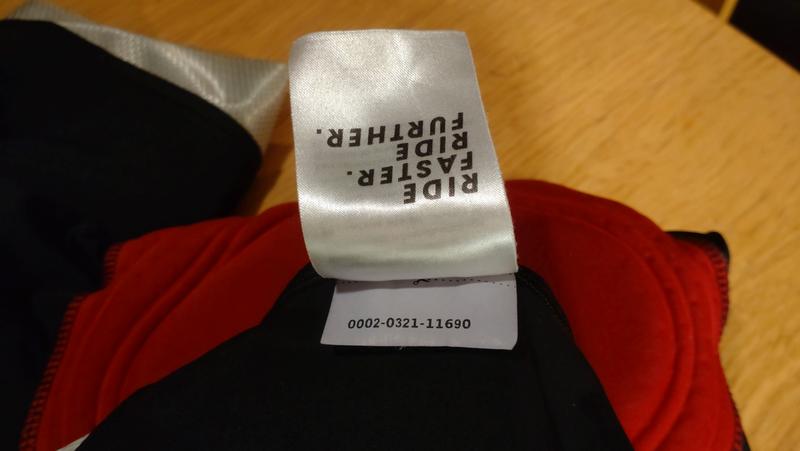 RIDE
FASTER.
RIDE
FURTHER.
0002-0321-11690